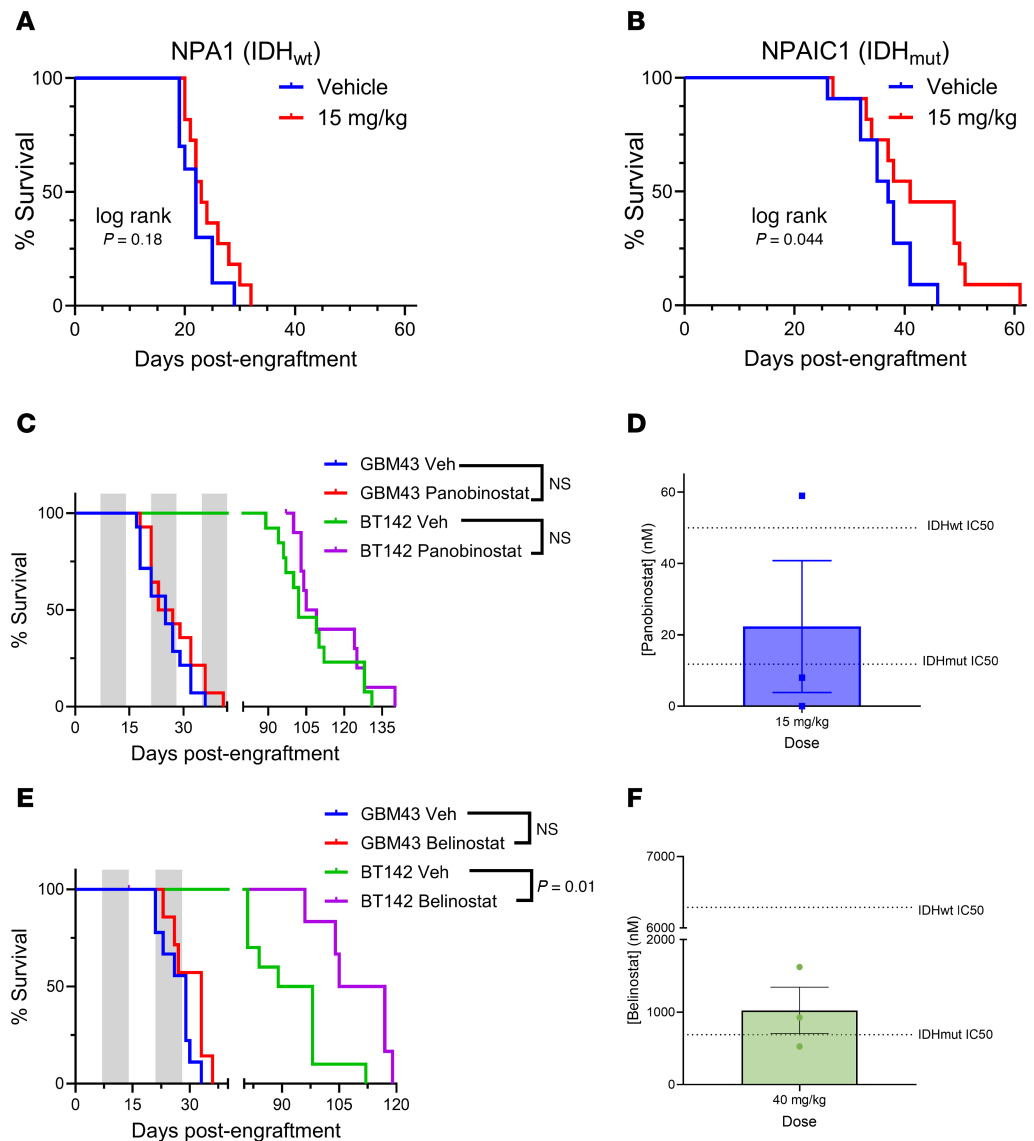 A
NPA1 (IDHwt)
Vehicle
15 mg/kg
100
50
0
% Survival
log rank
P = 0.18
0 20 40 60
Days post-engraftment
B
NPAIC1 (IDHmut)
Vehicle
15 mg/kg
100
50
0
% Survival
log rank
P = 0.044
0 20 40 60
Days post-engraftment
C
GBM43 Veh
GBM43 Panobinostat
NS
BT142 Veh
BT142 Panobinostat
NS
100
50
0
% Survival
0 15 30 90 105 120 135
Days post-engraftment
D
60
40
20
0
[Panobinostat] (nM)
IDHwt IC50
IDHmut IC50
15 mg/kg
Dose
E
GBM43 Veh
GBM43 Belinostat
NS
BT142 Veh
BT142 Belinostat
P = 0.01
100
50
0
% Survival
0 15 30 90 105 120
Days post-engraftment
F
7000
6000
2000
1000
0
[Belinostat] (nM)
IDHwt IC50
IDHmut IC50
40 mg/kg
Dose